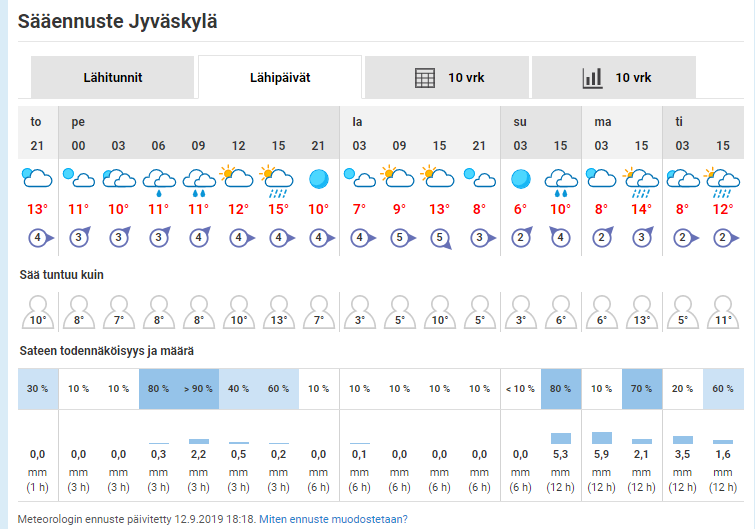 Sääennuste Jyväskylä
Lähitunnit Lähipäivät 10 vrk 10 vrk
to pe la su ma ti
21 00 03 06 09 12 15 21 03 09 15 21 03 15 03 15 03 15
13° 11° 10° 11° 11° 12° 15° 10° 7° 9° 13° 8° 6° 10° 8° 14° 8° 12°
4 3 3 3 4 4 4 4 4 5 5 3 2 4 2 3 2 2
Sää tuntuu kuin
10° 8° 7° 8° 8° 10° 13° 7° 3° 5° 10° 5° 3° 6° 6° 13° 5° 11°
Sateen todennäköisyys ja määrä
30 % 10 % 10 % 80 % > 90 % 40 % 60 % 10 % 10 % 10 % 10 % 10 % < 10 % 80 % 10 % 70 % 20 % 60 %
0,0 0,0 0,0 0,3 2,2 0,5 0,2 0,0 0,1 0,0 0,0 0,0 0,0 5,3 5,9 2,1 3,5 1,6
mm mm mm mm mm mm mm mm mm mm mm mm mm mm mm mm mm mm
(1 h) (3 h) (3 h) (3 h) (3 h) (3 h) (3 h) (6 h) (6 h) (6 h) (6 h) (6 h) (6 h) (12 h) (12 h) (12 h) (12 h) (12 h)
Meteorologin ennuste päivitetty 12.9.2019 18:18. Miten ennuste muodostetaan?